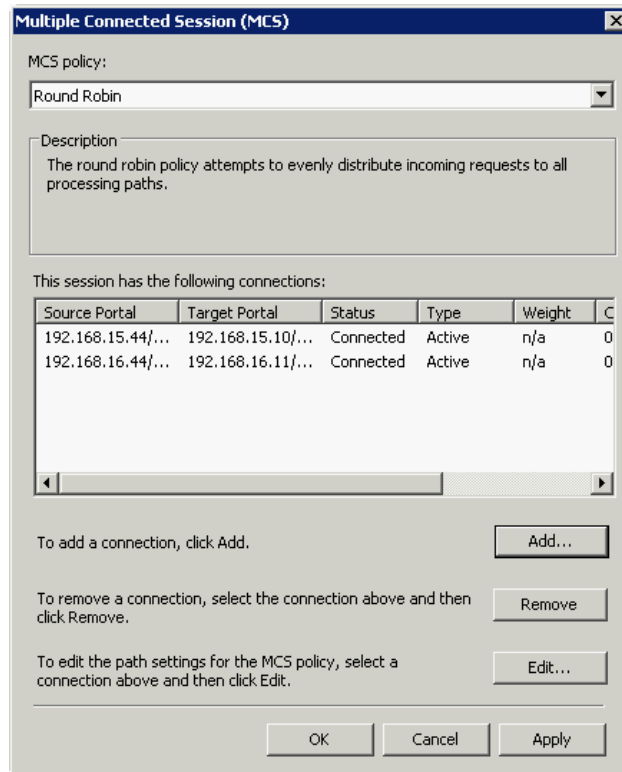 Multiple Connected Session (MCS)
MCS policy:
Round Robin
Description
The round robin policy attempts to evenly distribute incoming requests to all
processing paths.
This session has the following connections:
Source Portal Target Portal Status Type Weight C
192.168.15.44/... 192.168.15.10/... Connected Active n/a 0
192.168.16.44/... 192.168.16.11/... Connected Active n/a 0
To add a connection, click Add.
Add...
To remove a connection, select the connection above and then
click Remove.
Remove
To edit the path settings for the MCS policy, select a
connection above and then click Edit.
Edit...
OK Cancel Apply